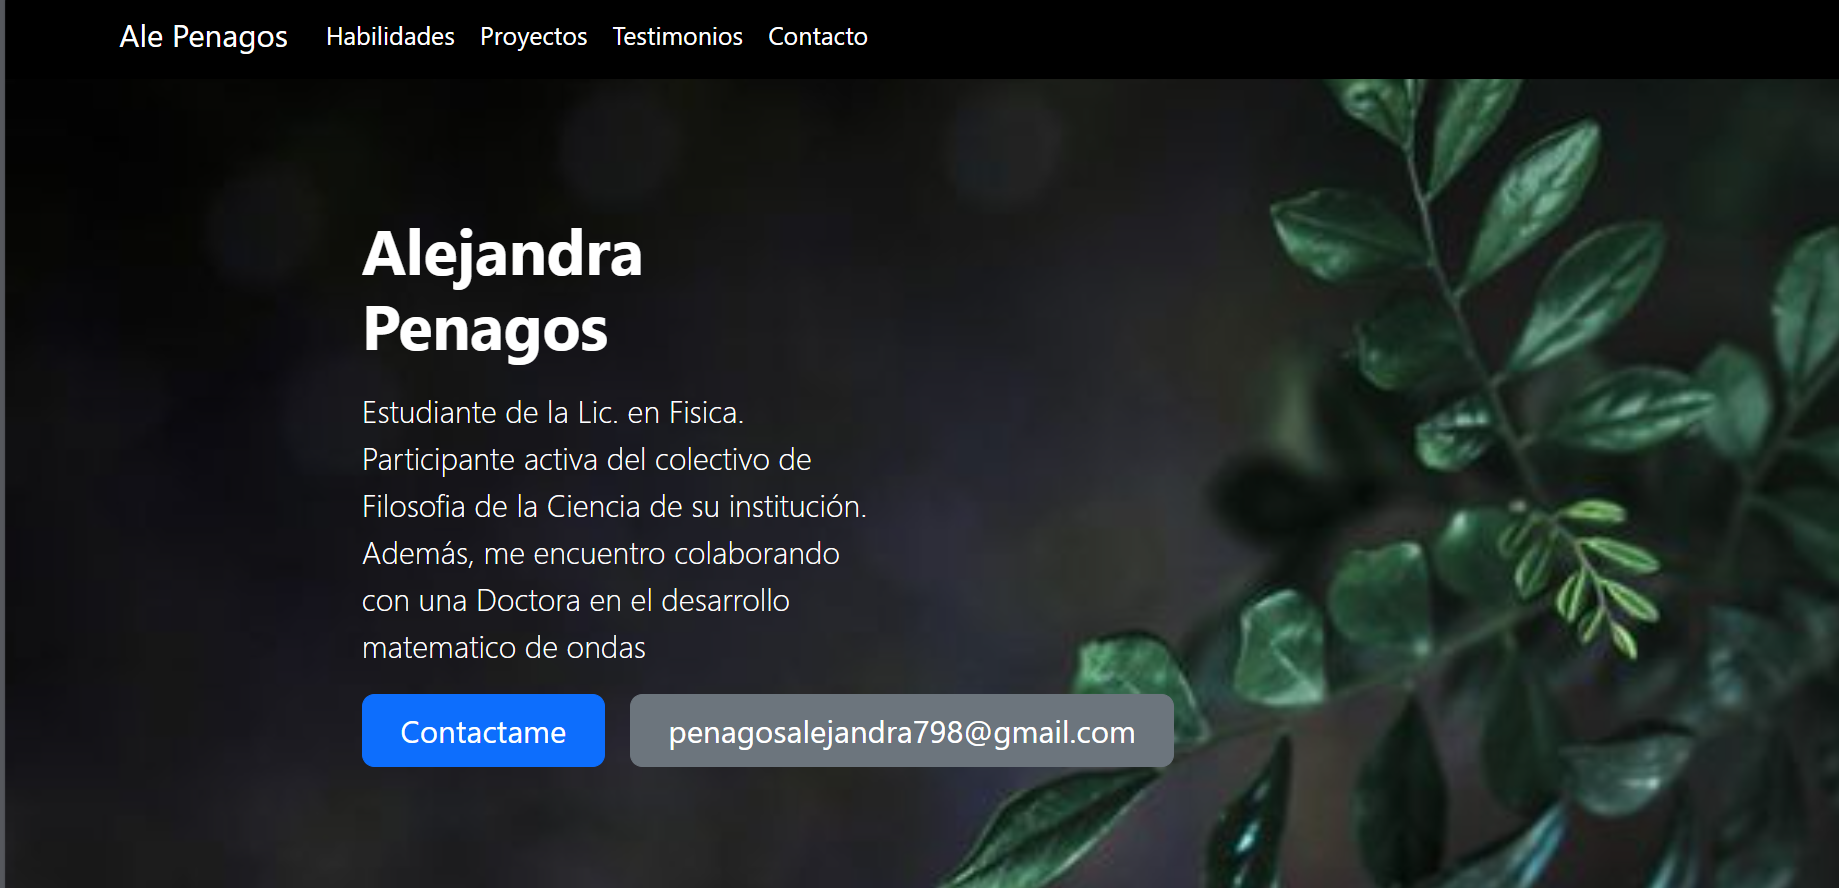 Ale Penagos Habilidades Proyectos Testimonios Contacto
Alejandra
Penagos
Estudiante de la Lic. en Fisica.
Participante activa del colectivo de
Filosofia de la Ciencia de su institución.
Además, me encuentro colaborando
con una Doctora en el desarrollo
matematico de ondas
Contactame penagosalejandra798@gmail.com